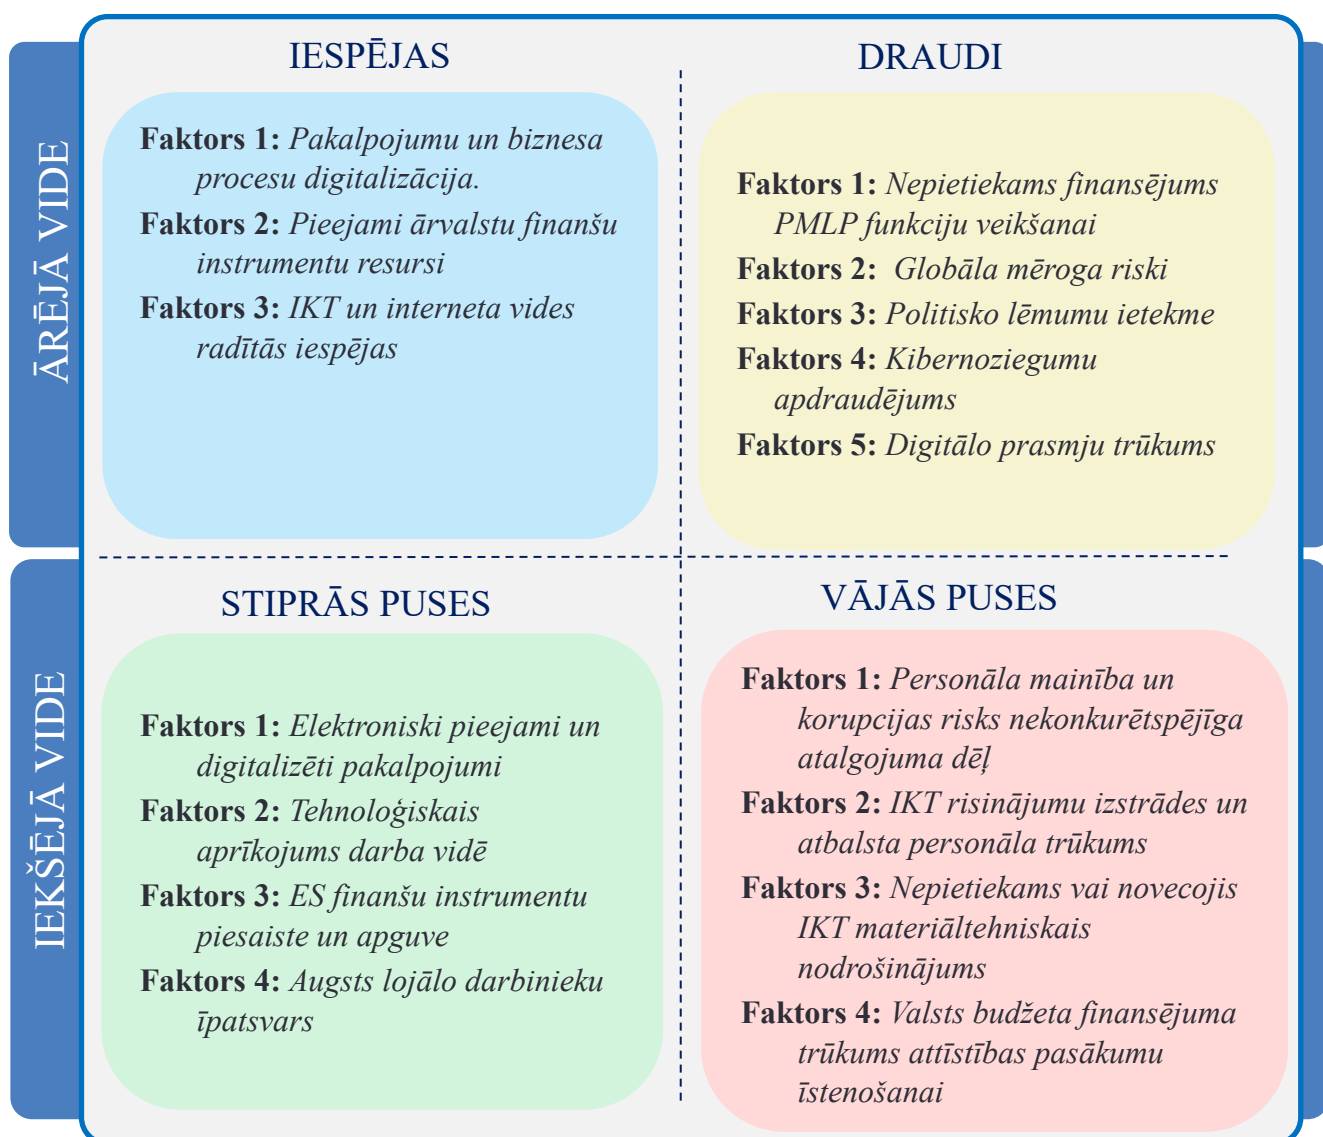 ĀRĒJĀ VIDE
IESPĒJAS
Faktors 1: Pakalpojumu un biznesa
procesu digitalizācija.
Faktors 2: Pieejami ārvalstu finanšu
instrumentu resursi
Faktors 3: IKT un interneta vides
radītās iespējas
DRAUDI
Faktors 1: Nepietiekams finansējums
PMLP funkciju veikšanai
Faktors 2: Globāla mēroga riski
Faktors 3: Politisko lēmumu ietekme
Faktors 4: Kibernoziegumu
apdraudējums
Faktors 5: Digitālo prasmju trūkums
IEKŠĒJĀ VIDE
STIPRĀS PUSES
Faktors 1: Elektroniski pieejami un
digitalizēti pakalpojumi
Faktors 2: Tehnoloģiskais
aprīkojums darba vidē
Faktors 3: ES finanšu instrumentu
piesaiste un apguve
Faktors 4: Augsts lojālo darbinieku
īpatsvars
VĀJĀS PUSES
Faktors 1: Personāla mainība un
korupcijas risks nekonkurētspējīga
atalgojuma dēļ
Faktors 2: IKT risinājumu izstrādes un
atbalsta personāla trūkums
Faktors 3: Nepietiekams vai novecojis
IKT materiāltehniskais
nodrošinājums
Faktors 4: Valsts budžeta finansējuma
trūkums attīstības pasākumu
īstenošanai